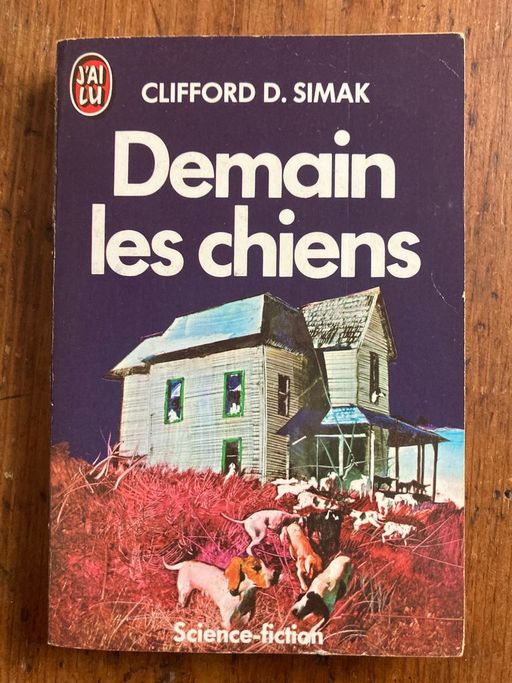 J'AI
LU
CLIFFORD D. SIMAK
Demain
les chiens
Science-fiction